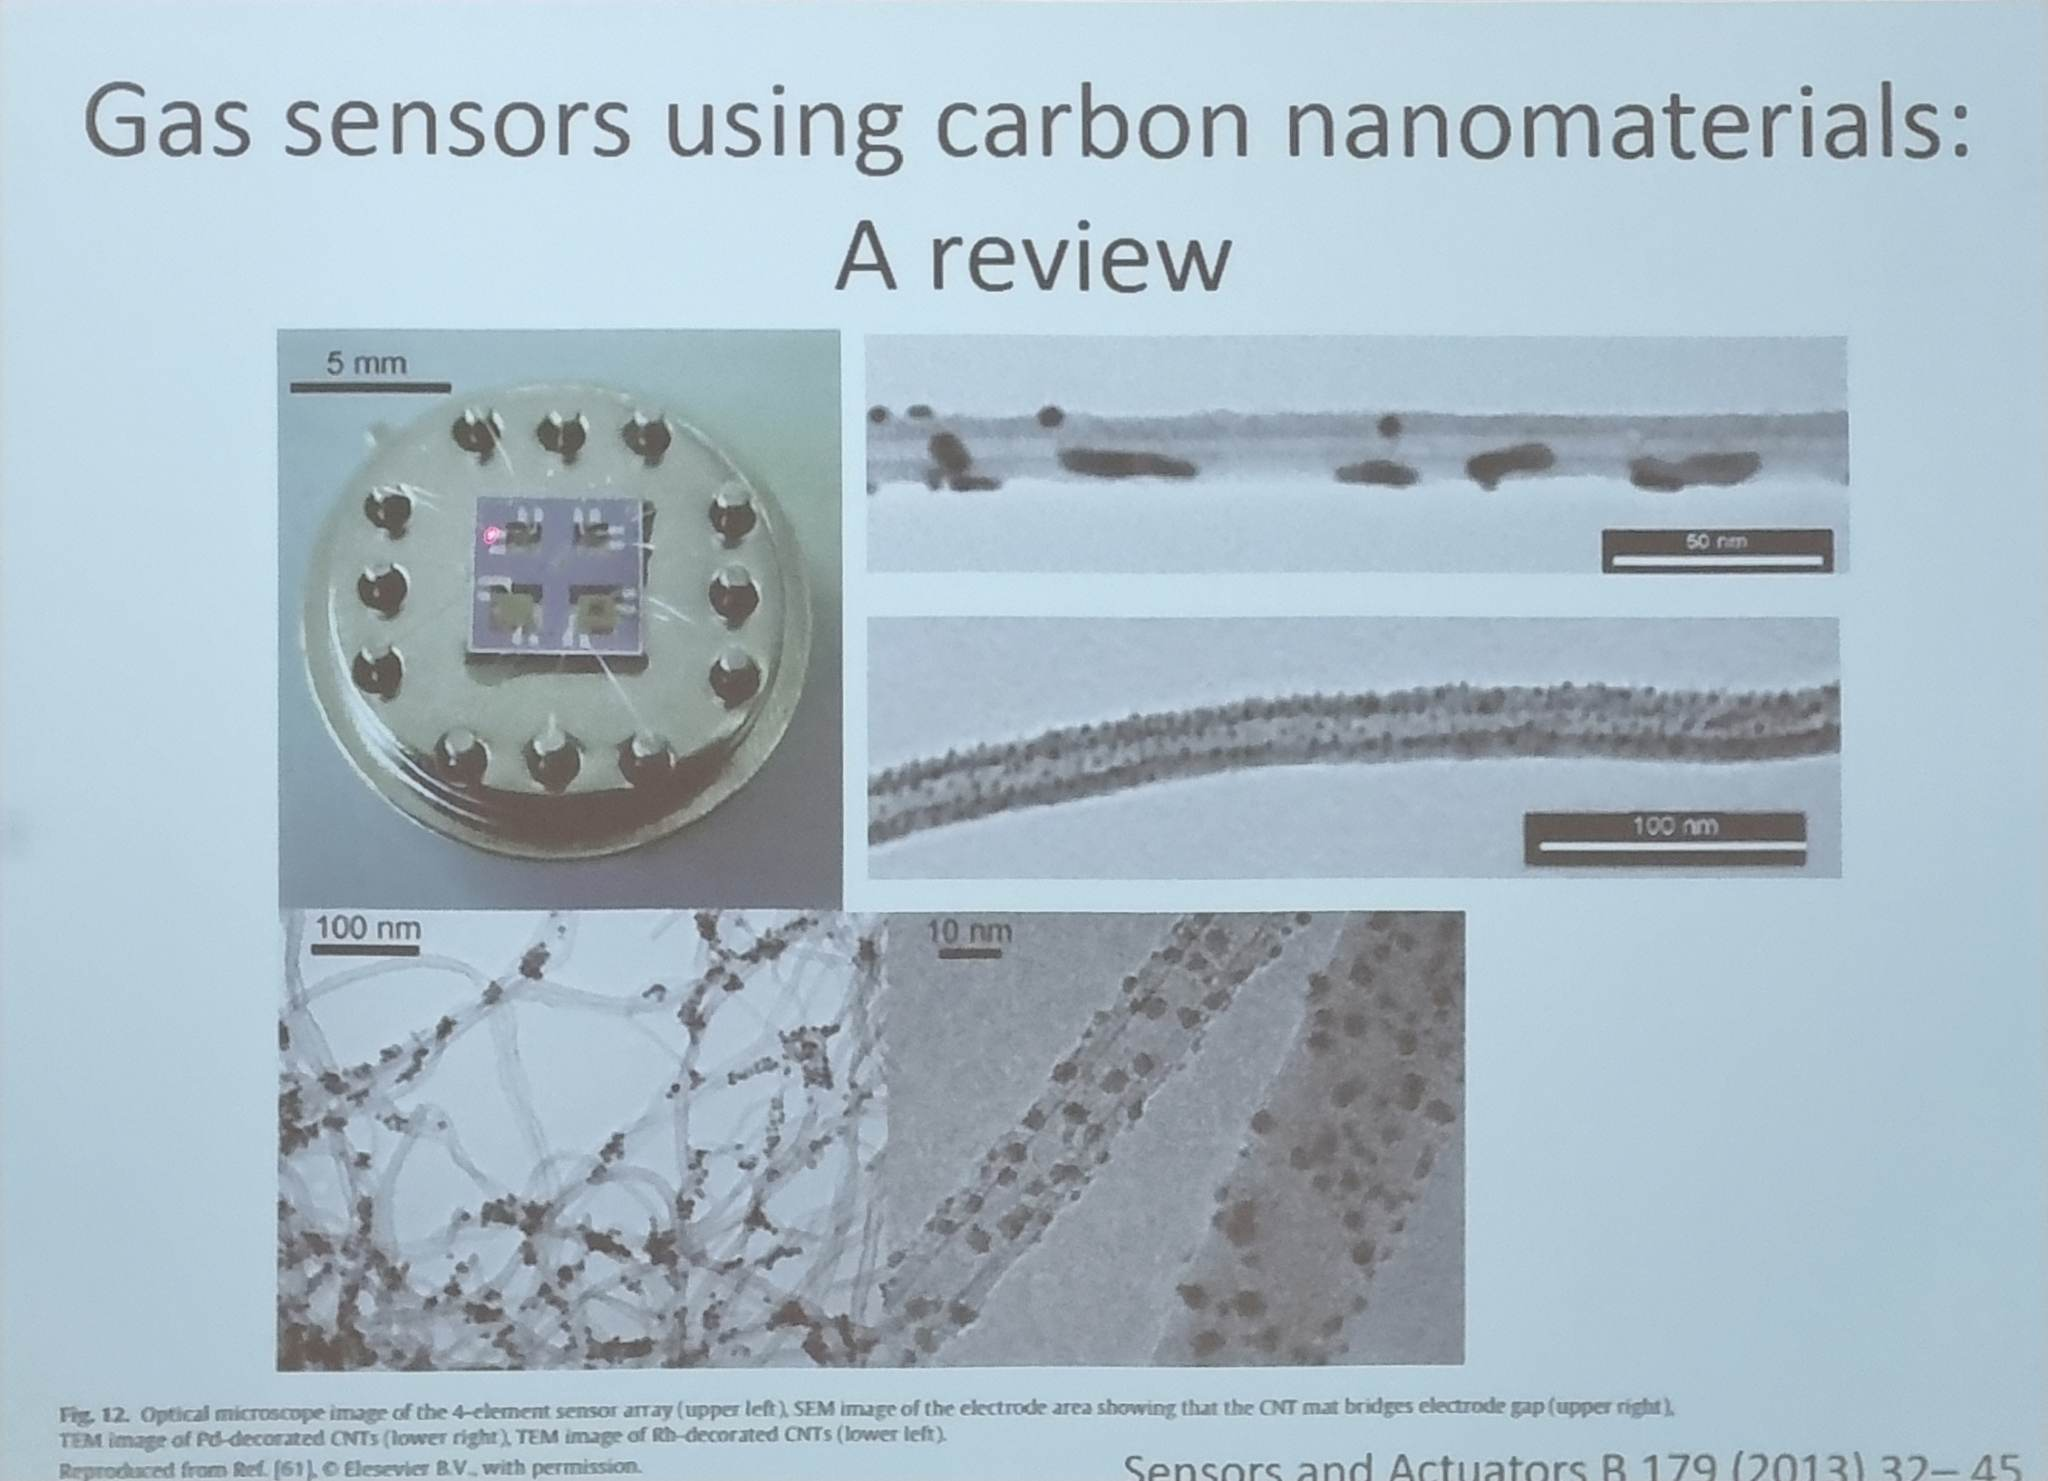 Gas sensors using carbon nanomaterials:
A review
5 mm
50 nm
100 nm
100 nm
10 nm
Fig. 12. Optical microscope image of the 4-element sensor array (upper left), SEM image of the electrode area showing that the CNT mat bridges electrode gap (upper right),
TEM image of Pd-decorated CNTs (lower right), TEM image of Rh-decorated CNTs (lower left).
Reproduced from Ref. [61], © Elesevier B.V., with permission.
Sensors and Actuators B 179 (2013) 32– 45